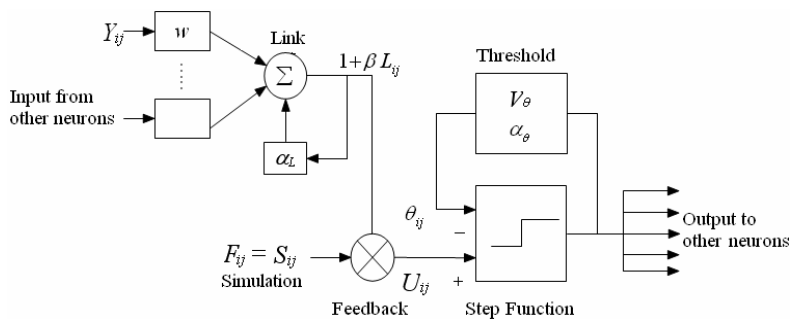 Y_ij
w
Link
1+β L_ij
Threshold
Σ
V_θ
α_θ
Input from
other neurons
α_L
θ_ij
−
Output to
other neurons
F_ij = S_ij
Simulation
U_ij
+
Feedback
Step Function